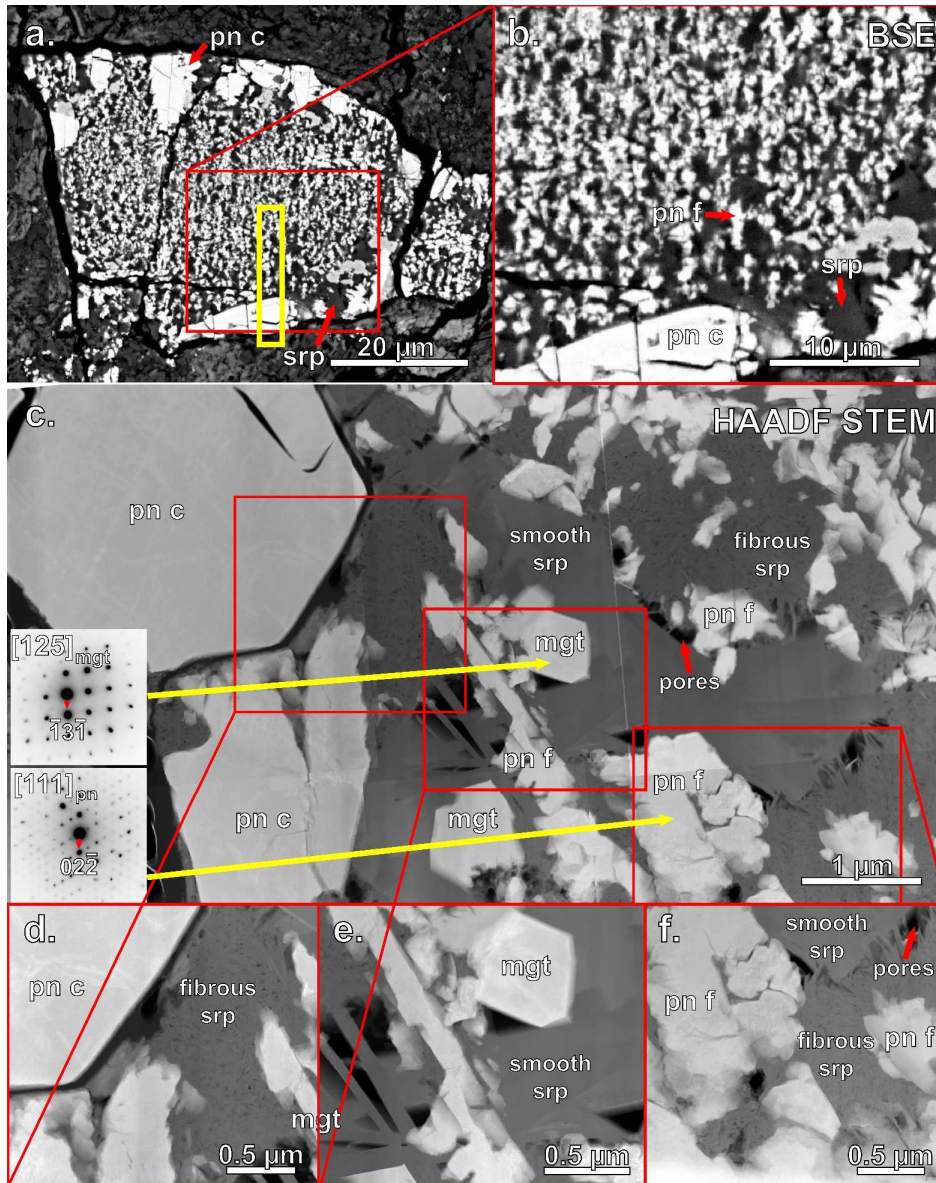 a.
pn c
srp
20 µm
b.
BSE
pn f
srp
pn c
10 µm
c.
HAADF STEM
pn c
smooth
srp
fibrous
srp
pn f
mgt
pores
[125]mgt
1̅31̅
[111]pn
022̅
pn f
pn f
pn c
mgt
1 µm
d.
pn c
fibrous
srp
mgt
0.5 µm
e.
mgt
smooth
srp
0.5 µm
f.
smooth
srp
pores
pn f
pn f
fibrous
srp
0.5 µm